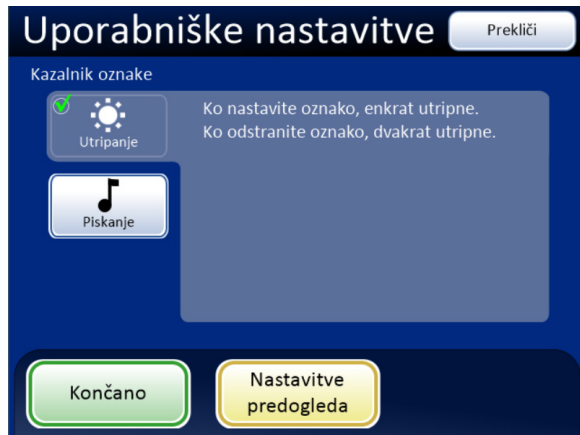 Uporabniške nastavitve
Prekliči
Kazalnik oznake
Utripanje
Ko nastavite oznako, enkrat utripne.
Ko odstranite oznako, dvakrat utripne.
Piskanje
Končano
Nastavitve
predogleda